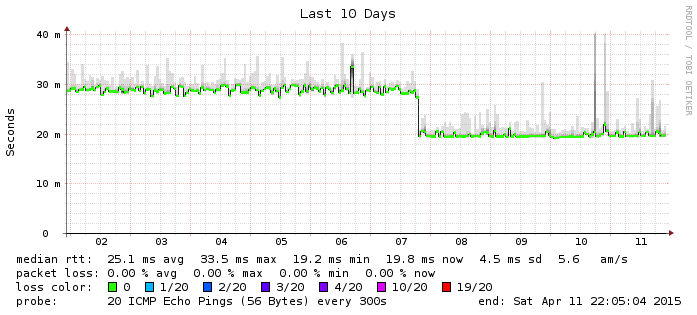 Last 10 Days
RRDTOOL / TOBI OETIKER
Seconds
40 m
30 m
20 m
10 m
0
02 03 04 05 06 07 08 09 10 11
median rtt: 25.1 ms avg 33.5 ms max 19.2 ms min 19.8 ms now 4.5 ms sd 5.6 am/s
packet loss: 0.00 % avg 0.00 % max 0.00 % min 0.00 % now
loss color: 0 1/20 2/20 3/20 4/20 10/20 19/20
probe: 20 ICMP Echo Pings (56 Bytes) every 300s end: Sat Apr 11 22:05:04 2015